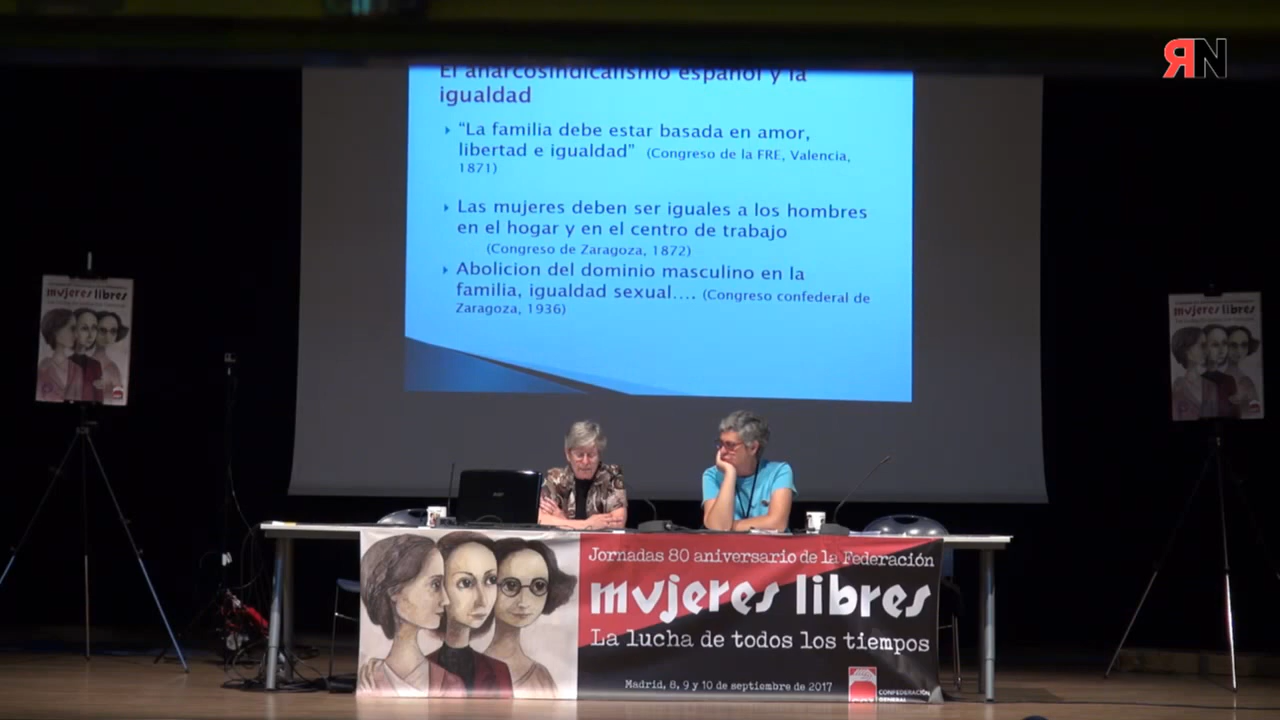 ЯN
El anarcosindicalismo español y la
igualdad
“La familia debe estar basada en amor,
libertad e igualdad” (Congreso de la FRE, Valencia,
1871)
Las mujeres deben ser iguales a los hombres
en el hogar y en el centro de trabajo
(Congreso de Zaragoza, 1872)
Abolicion del dominio masculino en la
familia, igualdad sexual.... (Congreso confederal de
Zaragoza, 1936)
mujeres libres
mujeres libres
Jornadas 80 aniversario de la Federación
mujeres libres
La lucha de todos los tiempos
Madrid, 8, 9 y 10 de septiembre de 2017
CONFEDERACIÓN
GENERAL